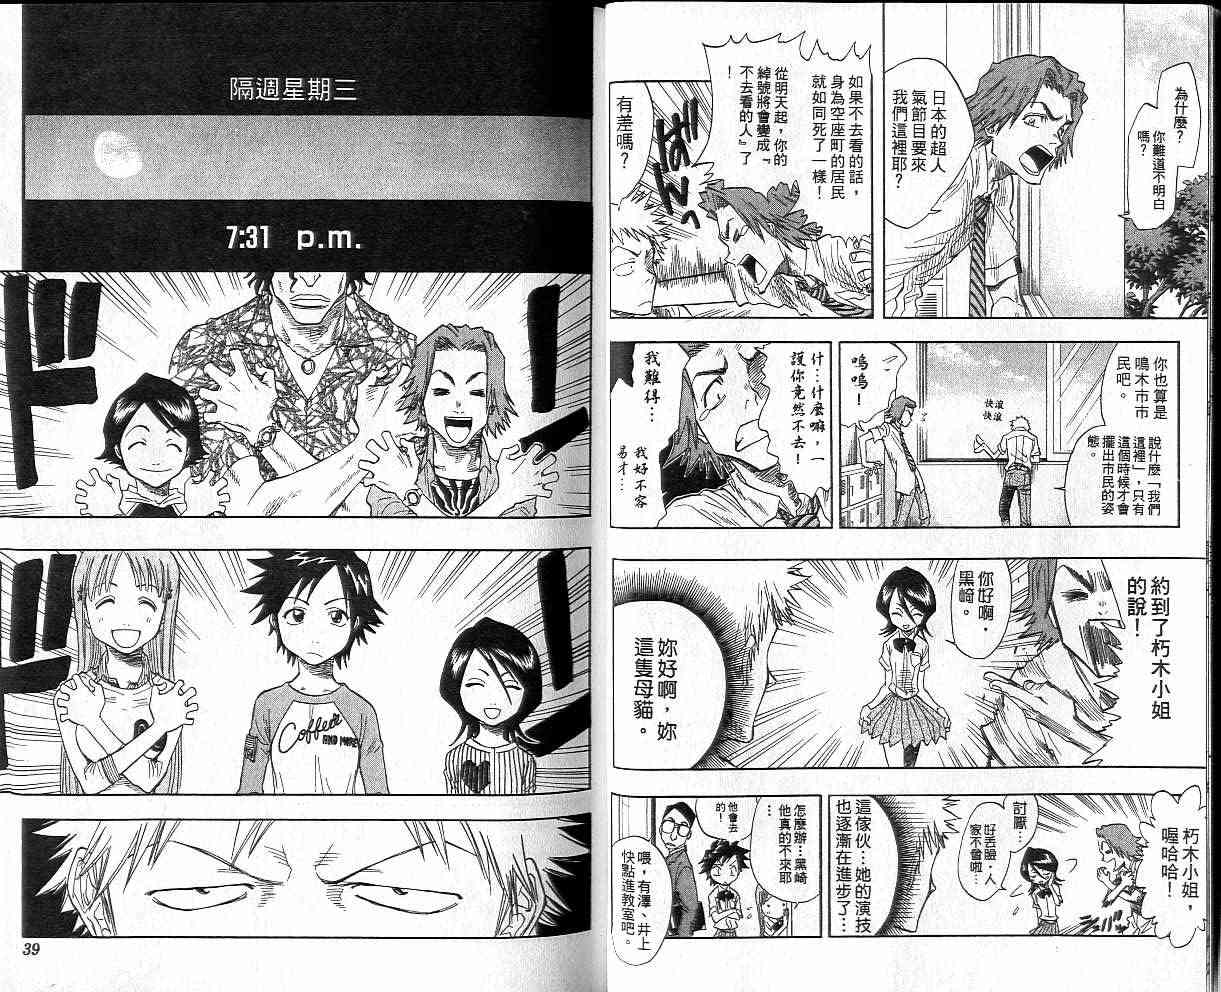 為什麼？
你難道不明白
嗎？
日本的超人
氣節目要來
我們這裡耶？
如果不去看的話，
身為空座町的居民
就如同死了一樣！
從明天起，你的
綽號將會變成『
不去看的人』了
！
有差嗎？
ばんっ
你也算是
鳴木市市
民吧。
說什麼「我們
這裡」，只有
這個時候才會
擺出市民的姿
態。
滾滾
快快
嗚嗚！
什…什麼嘛，一
護你竟然不去！
我難得…
我好不容
易才…
約到了朽木小姐
的說！
你好啊，
黑崎。
妳好啊，妳
這隻母貓。
朽木小姐，
喔哈哈！
討厭…
好丟臉，人
家不會啦…
這傢伙…她的演技
也逐漸在進步了…
怎麼辦…黑崎
他真的不來耶
…
他會去
的！
喂，有澤、井上
快點進教室吧。
隔週星期三
7:31 p.m.
ドン
Coffee
AND MORE
39